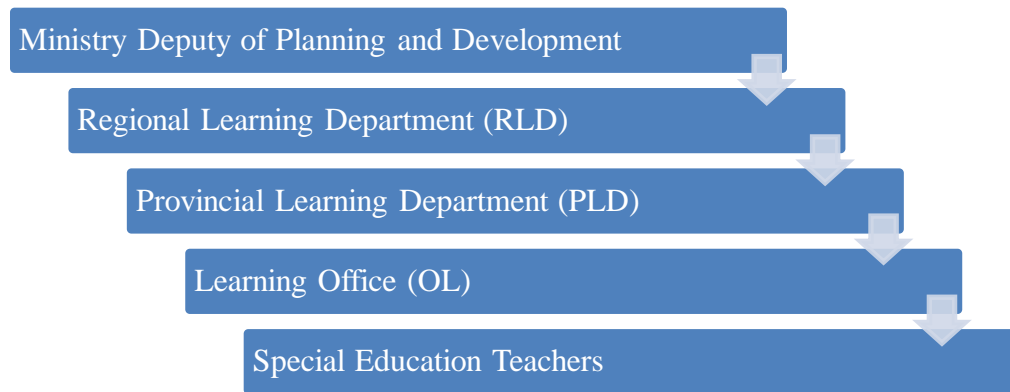 Ministry Deputy of Planning and Development
Regional Learning Department (RLD)
Provincial Learning Department (PLD)
Learning Office (OL)
Special Education Teachers